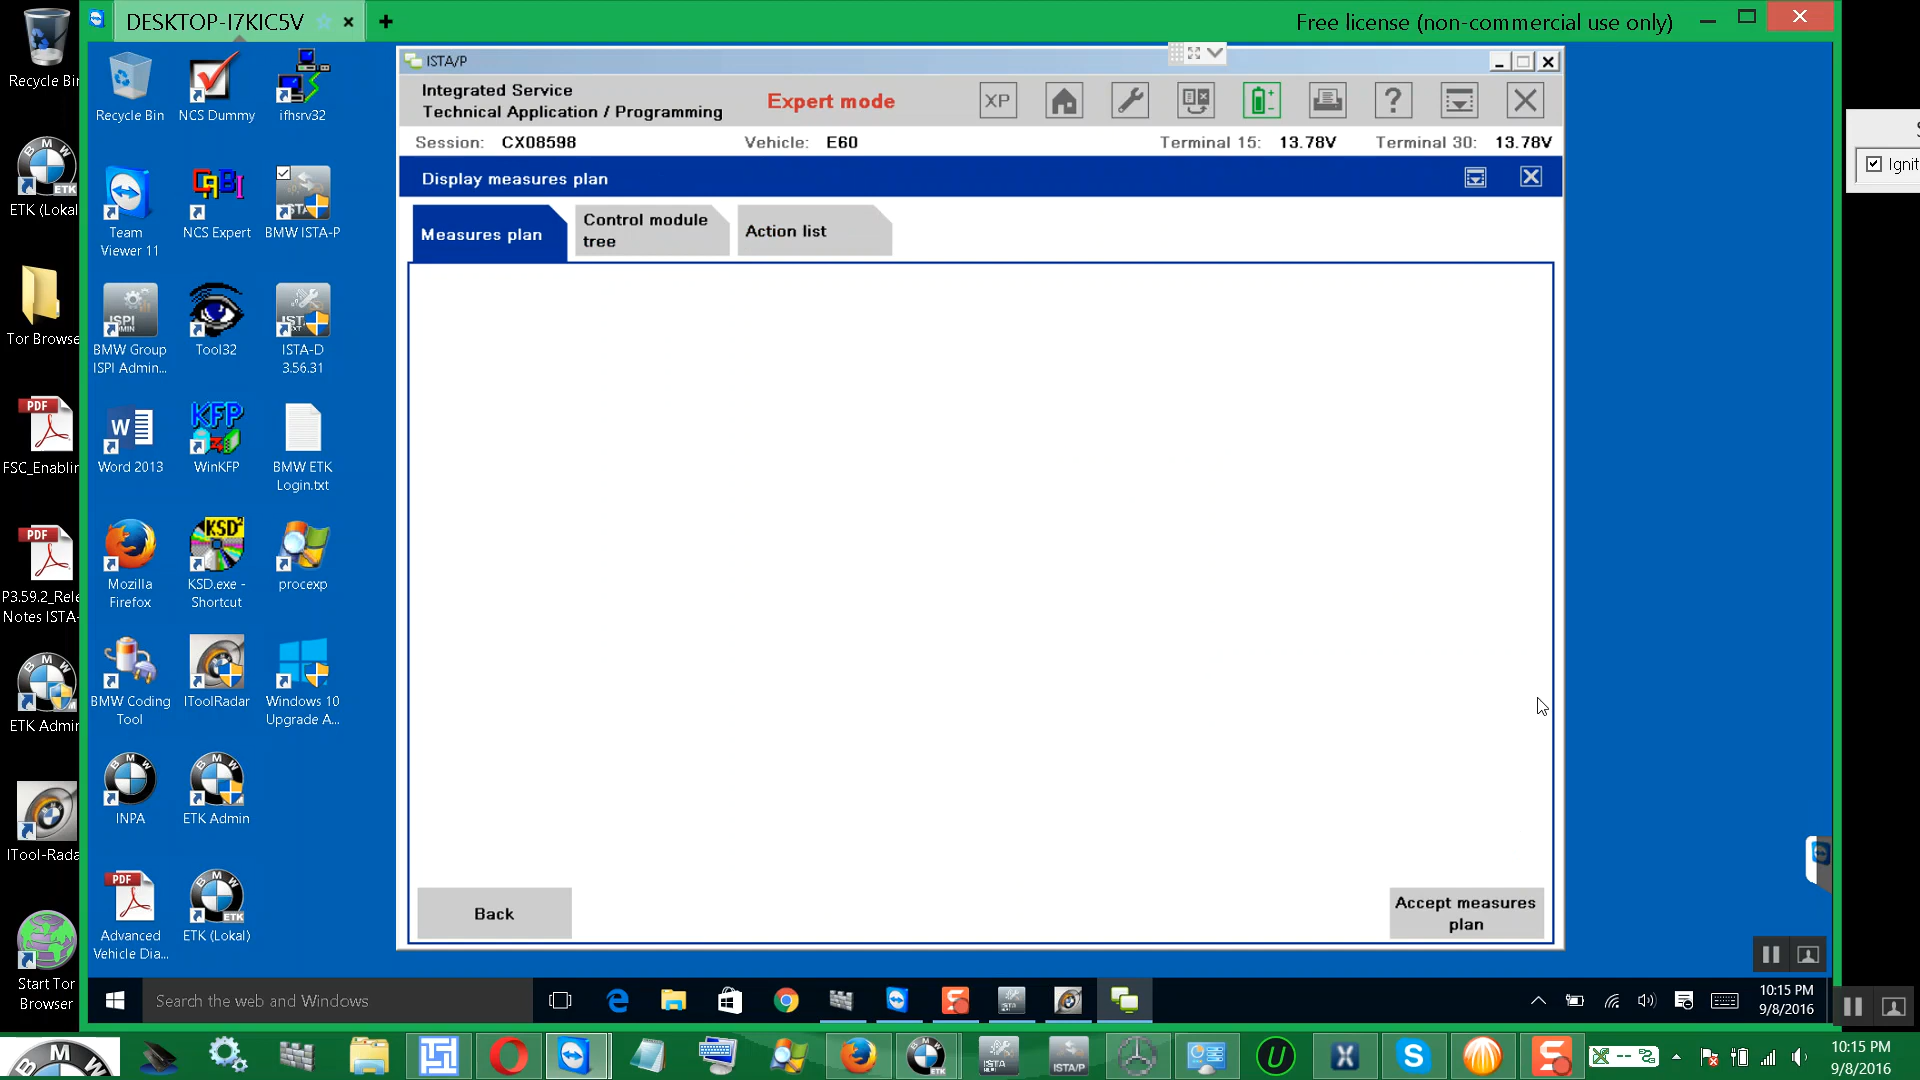 DESKTOP-I7KIC5V
Free license (non-commercial use only)
Recycle Bin
ETK (Lokal
Tor Browse
PDF
FSC_Enablin
PDF
P3.59.2_Rele
Notes ISTA-
ETK Admin
ITool-Rada
Start Tor
Browser
Recycle Bin
NCS Dummy
ifhsrv32
Team
Viewer 11
NCS Expert
BMW ISTA-P
BMW Group
ISPI Admin...
Tool32
ISTA-D
3.56.31
Word 2013
WinKFP
BMW ETK
Login.txt
Mozilla
Firefox
KSD.exe -
Shortcut
procexp
BMW Coding
Tool
IToolRadar
Windows 10
Upgrade A...
INPA
ETK Admin
PDF
Advanced
Vehicle Dia...
ETK (Lokal)
ISTA/P
Integrated Service
Technical Application / Programming
Expert mode
XP
Session: CX08598
Vehicle: E60
Terminal 15: 13.78V
Terminal 30: 13.78V
Display measures plan
Measures plan
Control module
tree
Action list
Back
Accept measures
plan
Ignit
Search the web and Windows
10:15 PM
9/8/2016
10:15 PM
9/8/2016